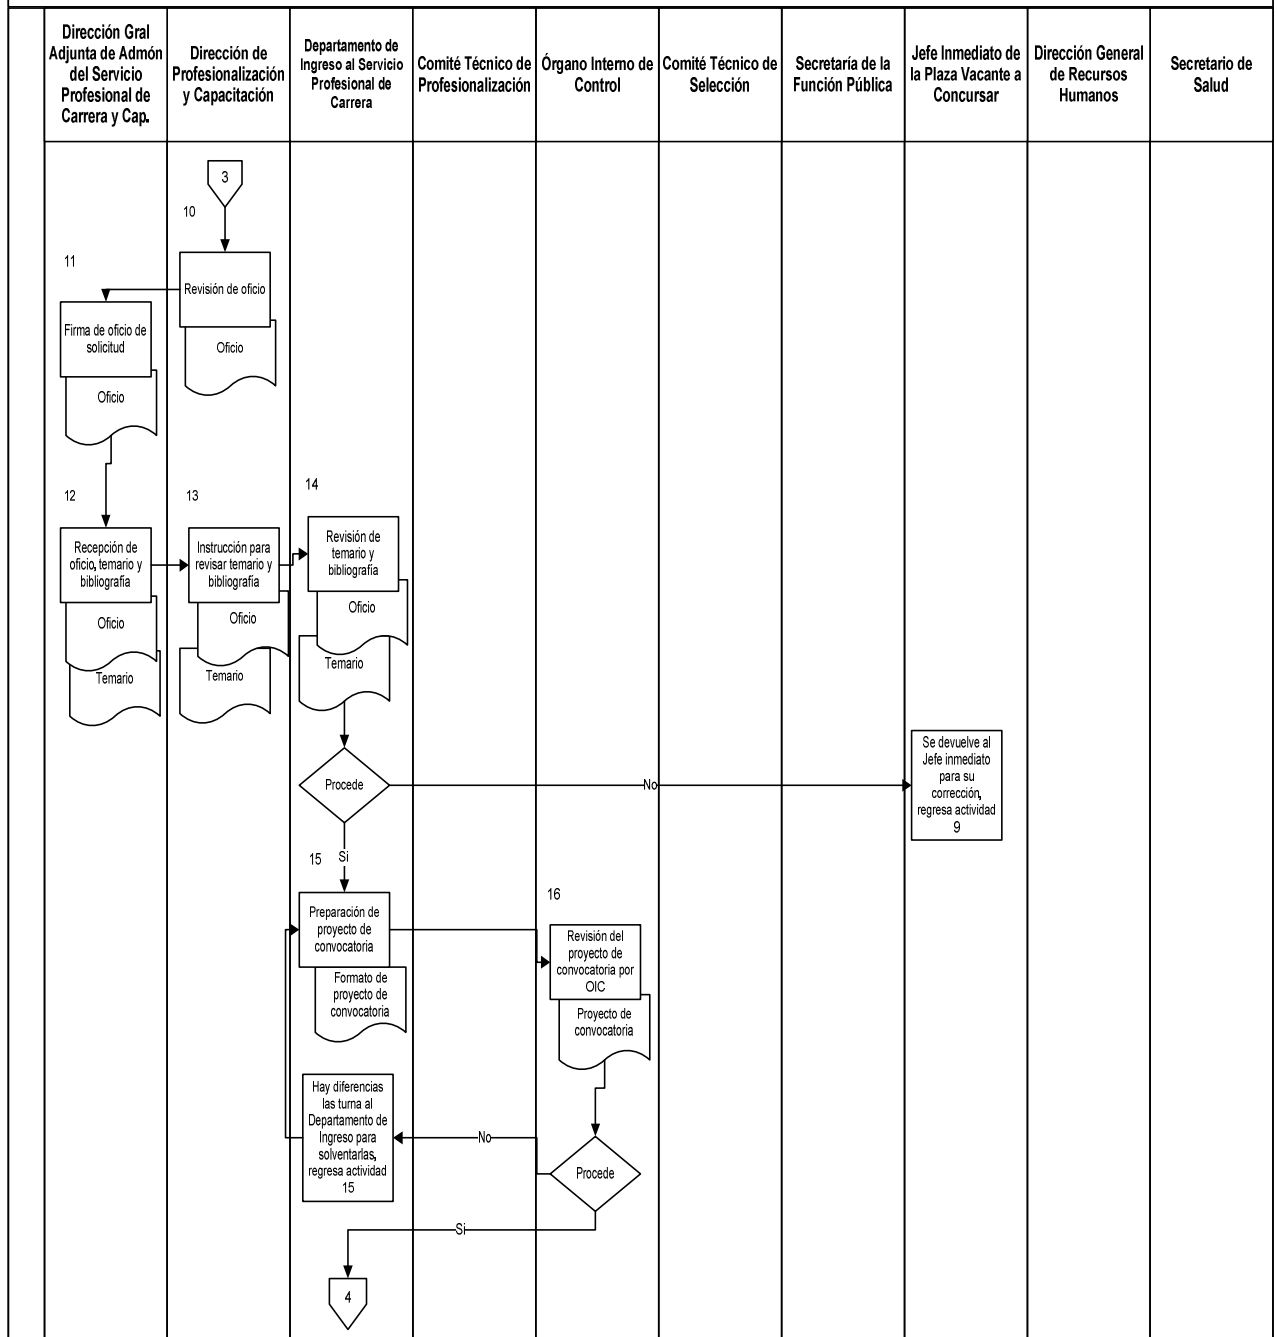 Dirección Gral
Adjunta de Admón
del Servicio
Profesional de
Carrera y Cap.
Dirección de
Profesionalización
y Capacitación
Departamento de
Ingreso al Servicio
Profesional de
Carrera
Comité Técnico de
Profesionalización
Órgano Interno de
Control
Comité Técnico de
Selección
Secretaría de la
Función Pública
Jefe Inmediato de
la Plaza Vacante a
Concursar
Dirección General
de Recursos
Humanos
Secretario de
Salud
3
10
Revisión de oficio
Oficio
11
Firma de oficio de
solicitud
Oficio
12
Recepción de
oficio, temario y
bibliografía
Oficio
Temario
13
Instrucción para
revisar temario y
bibliografía
Oficio
Temario
14
Revisión de
temario y
bibliografía
Oficio
Temario
Procede
No
Se devuelve al
Jefe inmediato
para su
corrección,
regresa actividad
9
Si
15
Preparación de
proyecto de
convocatoria
Formato de
proyecto de
convocatoria
16
Revisión del
proyecto de
convocatoria por
OIC
Proyecto de
convocatoria
Procede
No
Hay diferencias
las turna al
Departamento de
Ingreso para
solventarlas,
regresa actividad
15
Si
4